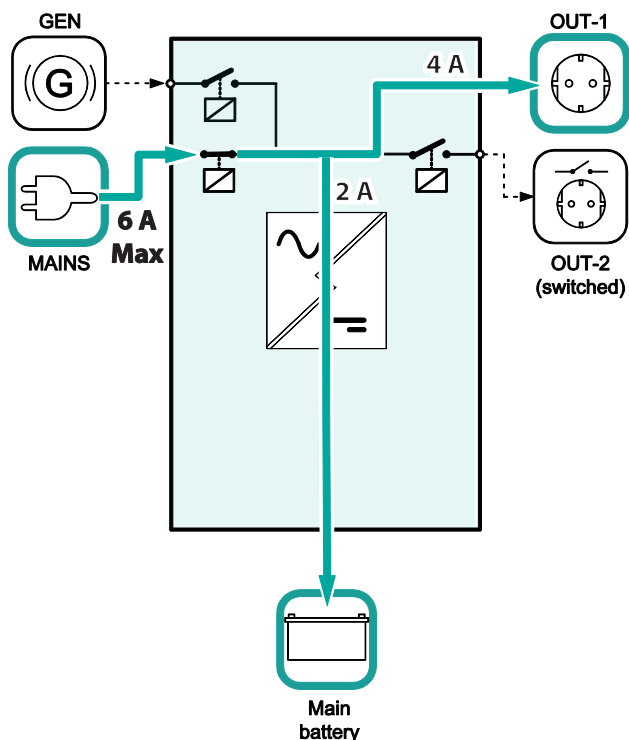 GEN
OUT-1
G
4 A
2 A
6 A
Max
MAINS
OUT-2
(switched)
Main
battery